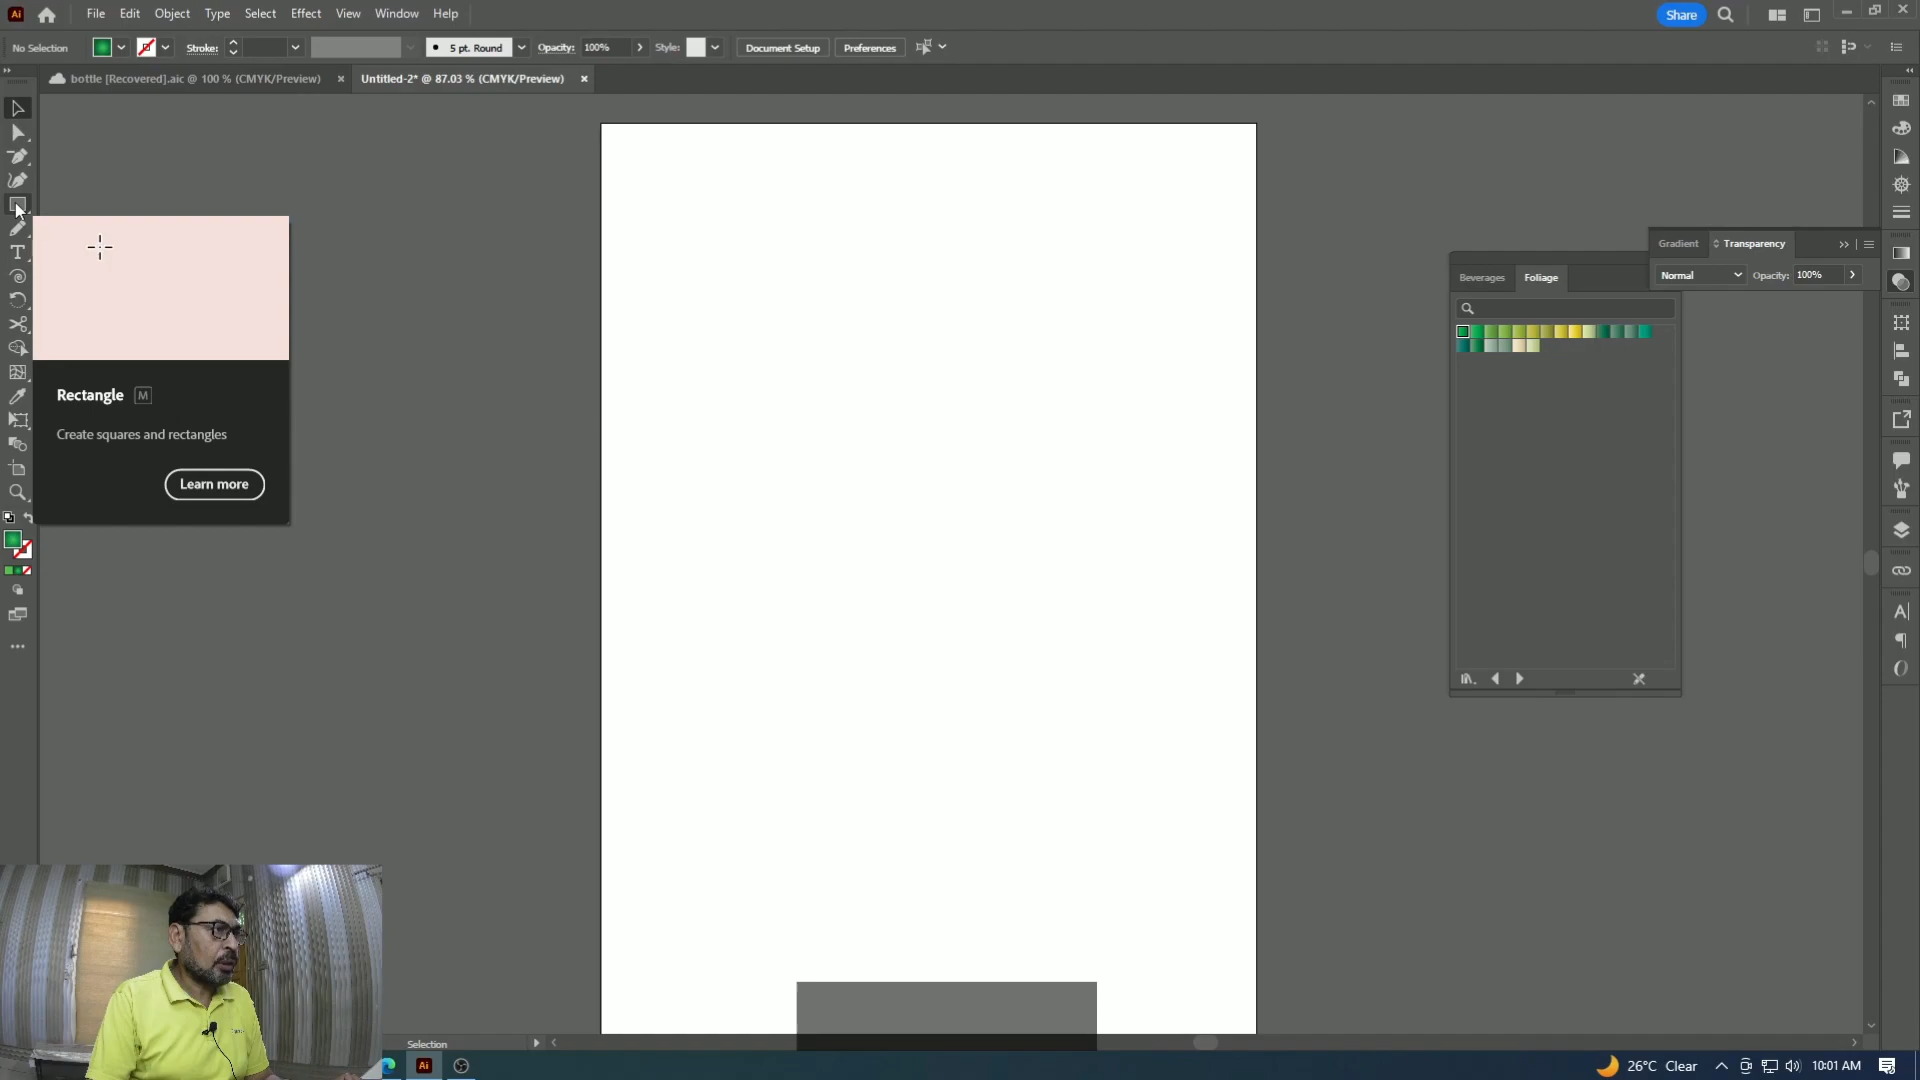 Ai File Edit Object Type Select Effect View Window Help Share
No Selection Stroke: 5 pt. Round Opacity: 100% Style: Document Setup Preferences
bottle [Recovered].aic @ 100 % (CMYK/Preview) × Untitled-2* @ 87.03 % (CMYK/Preview) ×
Gradient Transparency
Normal Opacity: 100%
Beverages Foliage
Rectangle M
Create squares and rectangles
Learn more
Selection
Ai 26°C Clear 10:01 AM